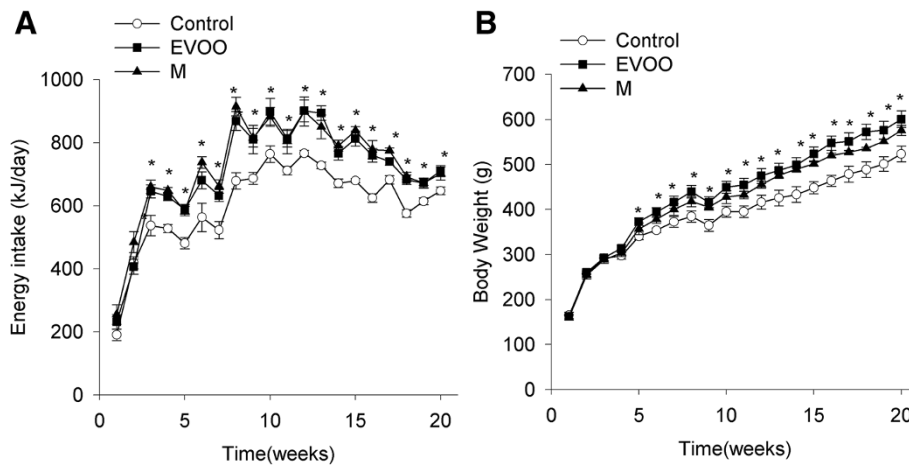 A
Control
EVOO
M
1000
800
600
400
200
0
Energy intake (kJ/day)
* * * * * * * * * * * * * * * * * *
0 5 10 15 20
Time(weeks)
B
Control
EVOO
M
700
600
500
400
300
200
100
0
Body Weight (g)
* * * * * * * * * * * * * * * *
0 5 10 15 20
Time(weeks)